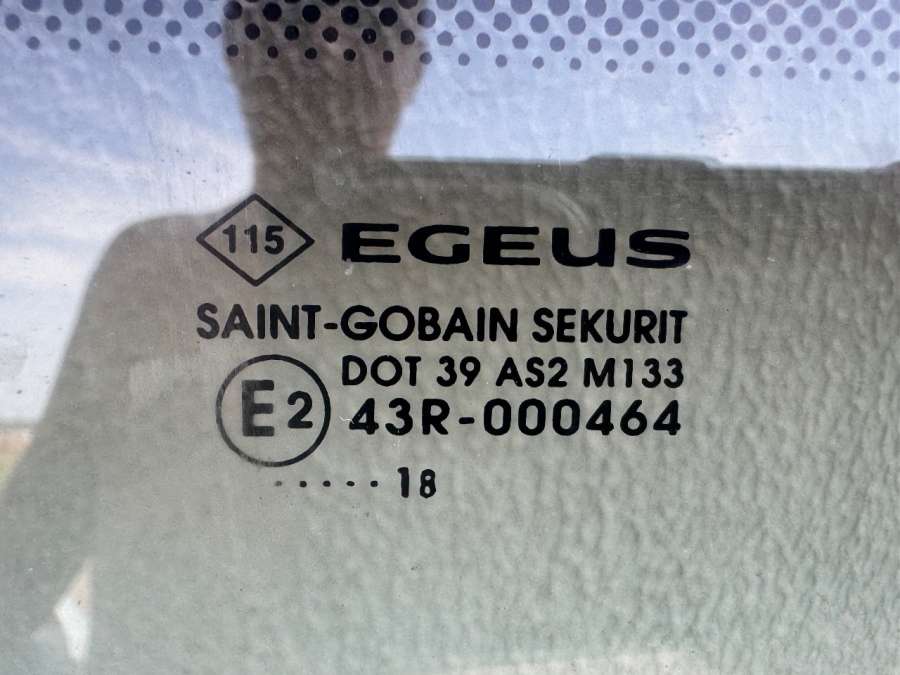 115 EGEUS
SAINT-GOBAIN SEKURIT
DOT 39 AS2 M133
E2 43R-000464
..... 18